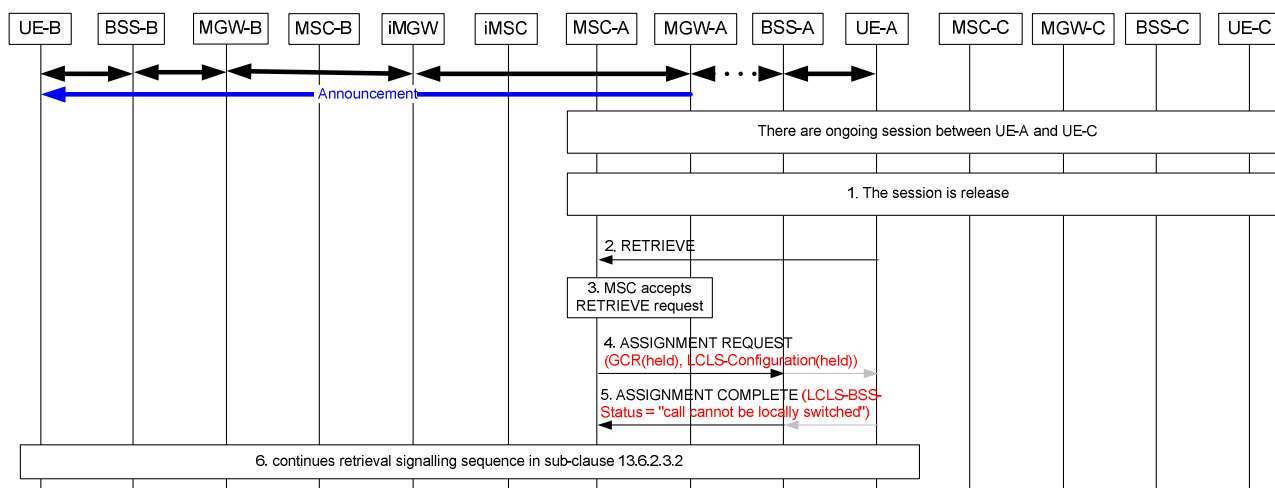 UE-B BSS-B MGW-B MSC-B iMGW iMSC MSC-A MGW-A BSS-A UE-A MSC-C MGW-C BSS-C UE-C
Announcement
There are ongoing session between UE-A and UE-C
1. The session is release
2. RETRIEVE
3. MSC accepts
RETRIEVE request
4. ASSIGNMENT REQUEST
(GCR(held), LCLS-Configuration(held))
5. ASSIGNMENT COMPLETE (LCLS-BSS-
Status = "call cannot be locally switched")
6. continues retrieval signalling sequence in sub-clause 13.6.2.3.2